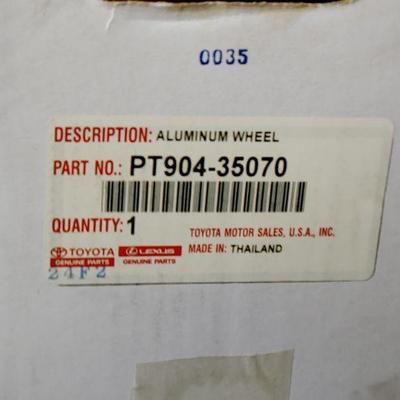 0035
DESCRIPTION: ALUMINUM WHEEL
PART NO.: PT904-35070
QUANTITY: 1
TOYOTA MOTOR SALES, U.S.A., INC.
TOYOTA LEXUS MADE IN: THAILAND
GENUINE PARTS GENUINE PARTS
24F2